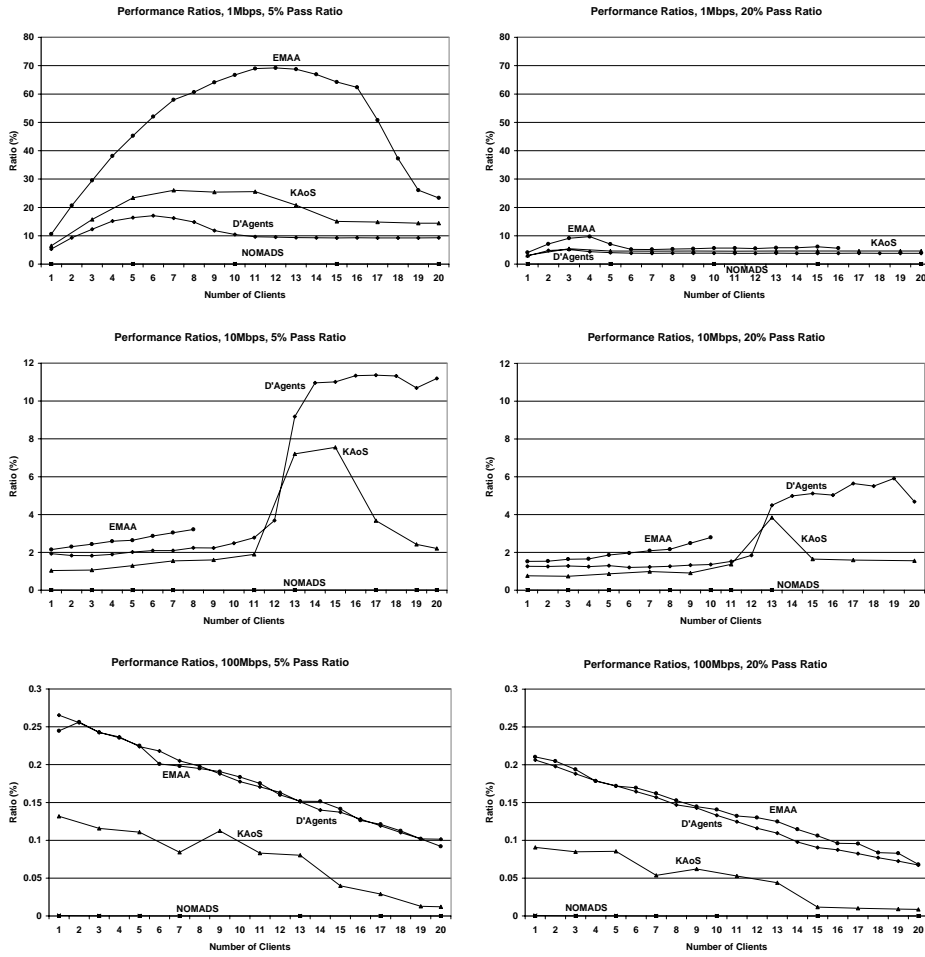 Performance Ratios, 1Mbps, 5% Pass Ratio
80
70
60
50
40
30
20
10
0
Ratio (%)
EMAA
KAoS
D'Agents
NOMADS
1 2 3 4 5 6 7 8 9 10 11 12 13 14 15 16 17 18 19 20
Number of Clients
Performance Ratios, 1Mbps, 20% Pass Ratio
80
70
60
50
40
30
20
10
0
Ratio (%)
EMAA
KAoS
D'Agents
NOMADS
1 2 3 4 5 6 7 8 9 10 11 12 13 14 15 16 17 18 19 20
Number of Clients
Performance Ratios, 10Mbps, 5% Pass Ratio
12
10
8
6
4
2
0
Ratio (%)
D'Agents
KAoS
EMAA
NOMADS
1 2 3 4 5 6 7 8 9 10 11 12 13 14 15 16 17 18 19 20
Number of Clients
Performance Ratios, 10Mbps, 20% Pass Ratio
12
10
8
6
4
2
0
Ratio (%)
D'Agents
EMAA
KAoS
NOMADS
1 2 3 4 5 6 7 8 9 10 11 12 13 14 15 16 17 18 19 20
Number of Clients
Performance Ratios, 100Mbps, 5% Pass Ratio
0.3
0.25
0.2
0.15
0.1
0.05
0
Ratio (%)
EMAA
D'Agents
KAoS
NOMADS
1 2 3 4 5 6 7 8 9 10 11 12 13 14 15 16 17 18 19 20
Number of Clients
Performance Ratios, 100Mbps, 20% Pass Ratio
0.3
0.25
0.2
0.15
0.1
0.05
0
Ratio (%)
EMAA
D'Agents
KAoS
NOMADS
1 2 3 4 5 6 7 8 9 10 11 12 13 14 15 16 17 18 19 20
Number of Clients